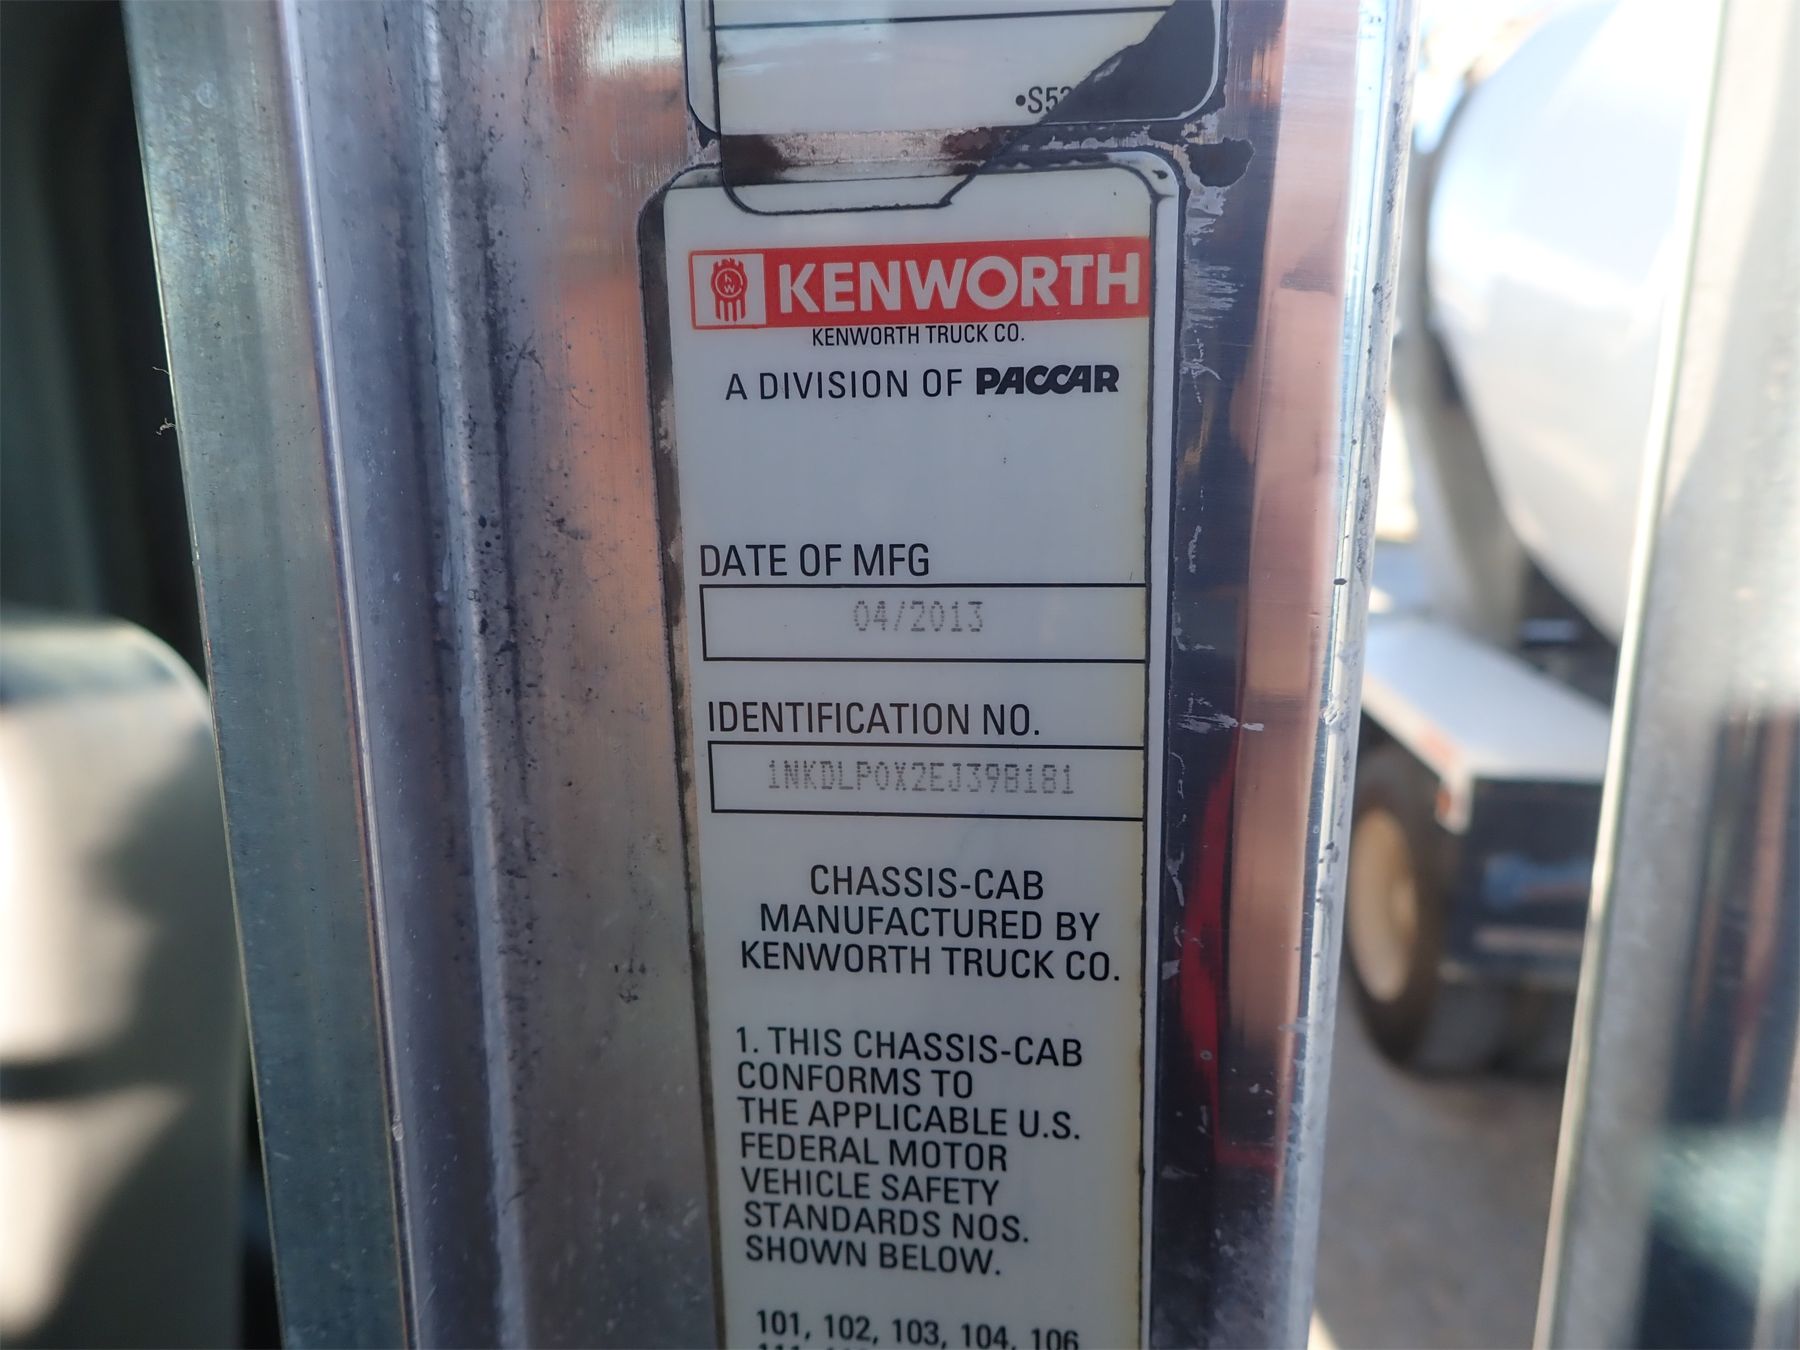 •S52
KENWORTH
KENWORTH TRUCK CO.
A DIVISION OF PACCAR
DATE OF MFG
04/2013
IDENTIFICATION NO.
1NKDLP0X2EJ398181
CHASSIS-CAB
MANUFACTURED BY
KENWORTH TRUCK CO.
1. THIS CHASSIS-CAB
CONFORMS TO
THE APPLICABLE U.S.
FEDERAL MOTOR
VEHICLE SAFETY
STANDARDS NOS.
SHOWN BELOW.
101, 102, 103, 104, 106